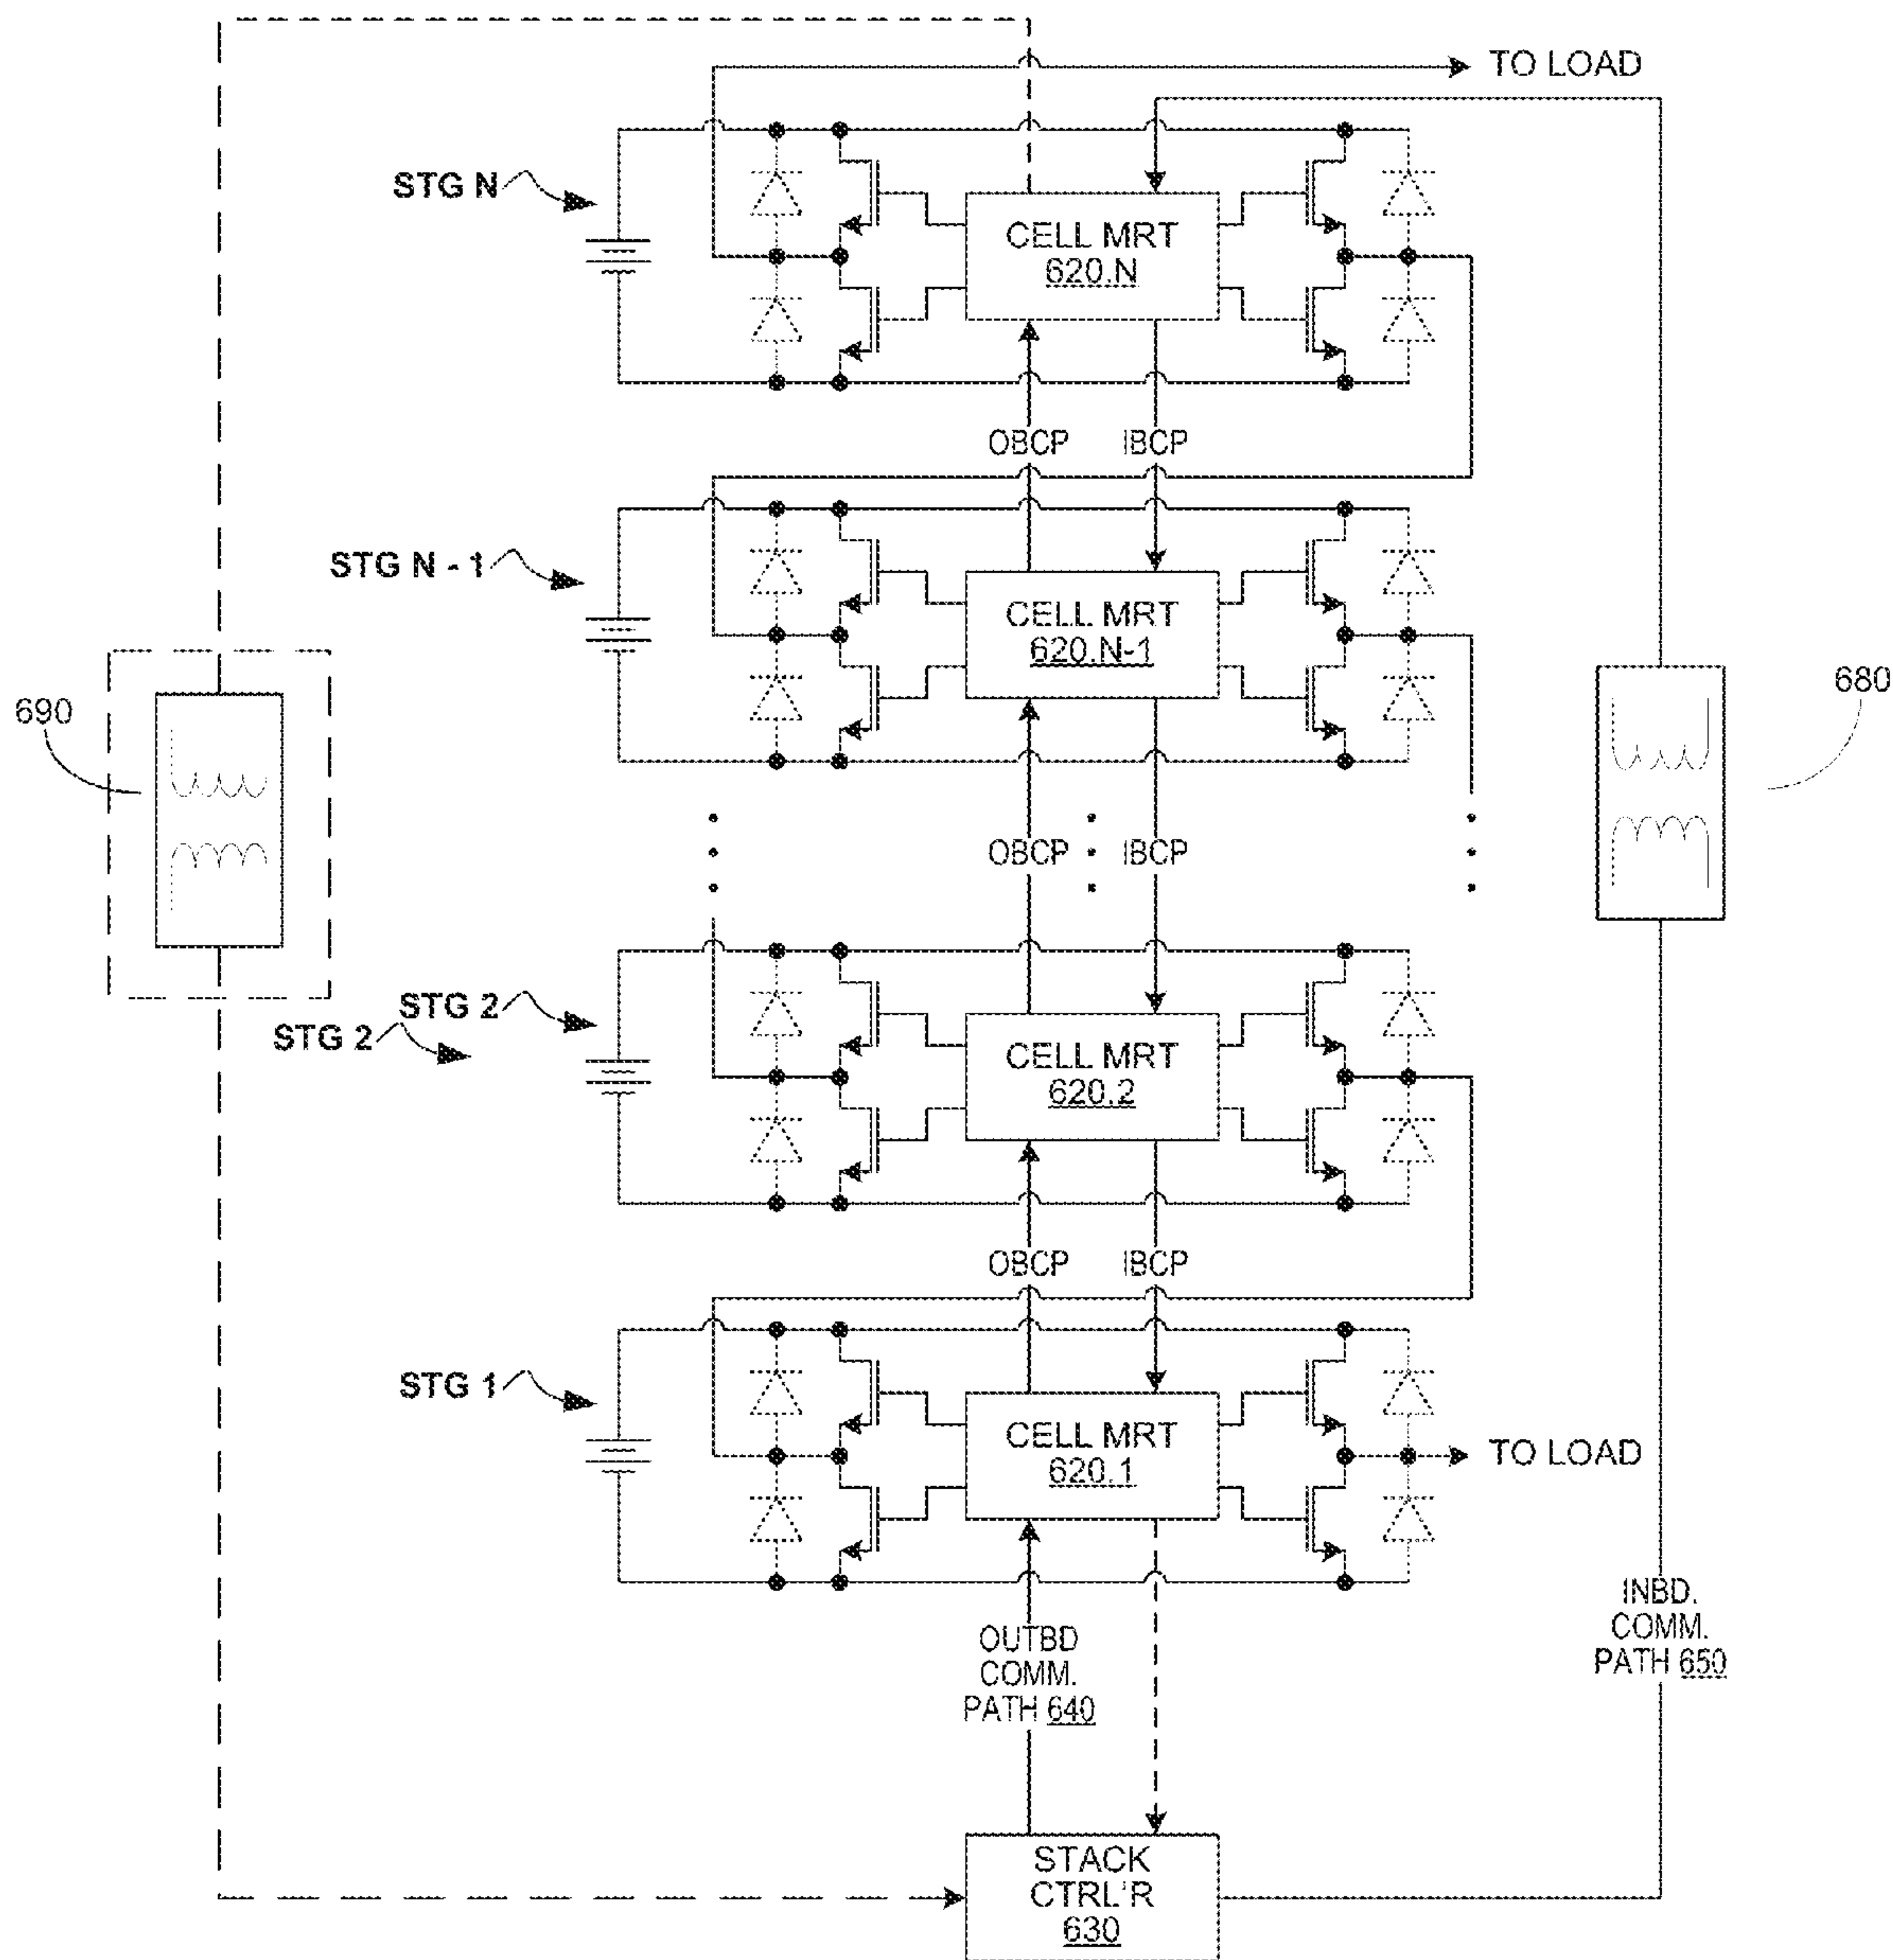 TO LOAD
STG N
CELL MRT
620.N
OBCP
IBCP
STG N - 1
CELL MRT
620.N-1
690
680
OBCP
IBCP
STG 2
STG 2
CELL MRT
620.2
OBCP
IBCP
STG 1
CELL MRT
620.1
TO LOAD
OUTBD
COMM.
PATH 640
INBD.
COMM.
PATH 650
STACK
CTRL'R
630